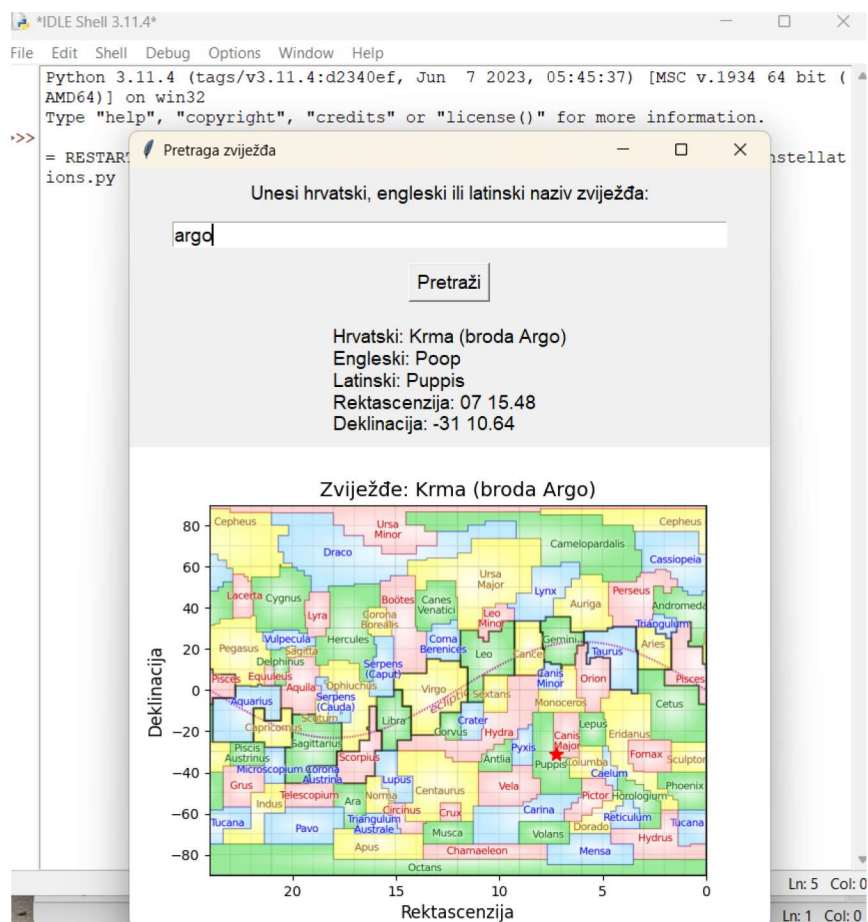 *IDLE Shell 3.11.4*
File Edit Shell Debug Options Window Help
Python 3.11.4 (tags/v3.11.4:d2340ef, Jun 7 2023, 05:45:37) [MSC v.1934 64 bit (
AMD64)] on win32
Type "help", "copyright", "credits" or "license()" for more information.
>>>
= RESTAR
nstellat
ions.py
Pretraga zviježđa
Unesi hrvatski, engleski ili latinski naziv zviježđa:
argo
Pretraži
Hrvatski: Krma (broda Argo)
Engleski: Poop
Latinski: Puppis
Rektascenzija: 07 15.48
Deklinacija: -31 10.64
Zviježđe: Krma (broda Argo)
Deklinacija
80
60
40
20
0
−20
−40
−60
−80
Cepheus
Ursa
Minor
Cepheus
Draco
Camelopardalis
Cassiopeia
Ursa
Major
Lynx
Perseus
Lacerta
Cygnus
Boötes
Canes
Venatici
Auriga
Andromeda
Lyra
Corona
Borealis
Leo
Minor
Triangulum
Vulpecula
Hercules
Coma
Berenices
Gemini
Pegasus
Sagitta
Leo
Cancer
Taurus
Aries
Delphinus
Serpens
(Caput)
Pisces
Equuleus
Aquila
Ophiuchus
Virgo
Sextans
Canis
Minor
Orion
Pisces
Aquarius
Serpens
(Cauda)
ecliptic
Monoceros
Cetus
Capricornus
Scutum
Libra
Crater
Corvus
Hydra
Lepus
Eridanus
Sagittarius
Canis
Major
Piscis
Austrinus
Scorpius
Antlia
Pyxis
Puppis
Columba
Fornax
Sculptor
Microscopium
Corona
Austrina
Lupus
Caelum
Grus
Telescopium
Norma
Centaurus
Vela
Pictor
Horologium
Phoenix
Indus
Ara
Circinus
Crux
Carina
Reticulum
Tucana
Pavo
Triangulum
Australe
Musca
Volans
Dorado
Hydrus
Tucana
Apus
Chamaeleon
Mensa
Octans
20 15 10 5 0
Rektascenzija
Ln: 5 Col: 0
Ln: 1 Col: 0